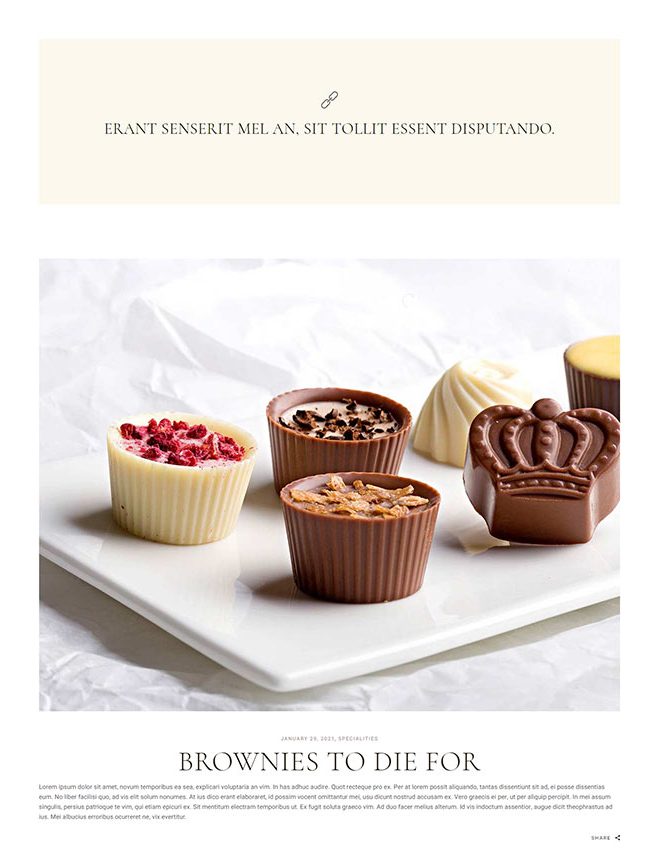 ERANT SENSERIT MEL AN, SIT TOLLIT ESSENT DISPUTANDO.
JANUARY 29, 2021, SPECIALITIES
BROWNIES TO DIE FOR
Lorem ipsum dolor sit amet, novum temporibus ea sea, explicari voluptaria an vim. In has adhuc audire. Quot recteque pro ex. Per at lorem possit aliquando, tantas dissentiunt sit ad, ei posse dissentias
eum. No liber facilisi quo, ad vis elit solum nonumes. At ius dico erant elaboraret, id possim vocent omittantur mei, usu dicunt nostrud accusam ex. Vero graecis ei per, ut per aliquip percipit. In mei assum
singulis, persius patrioque te vim, qui etiam epicuri ex. Sit mentitum electram temporibus ut. Ex fugit soluta graeco vim. Ad duo facer melius alterum. Id vis indoctum assentior, augue dicit theophrastus ad
ius. Mei albucius erroribus ocurreret ne, vix evertitur.
SHARE